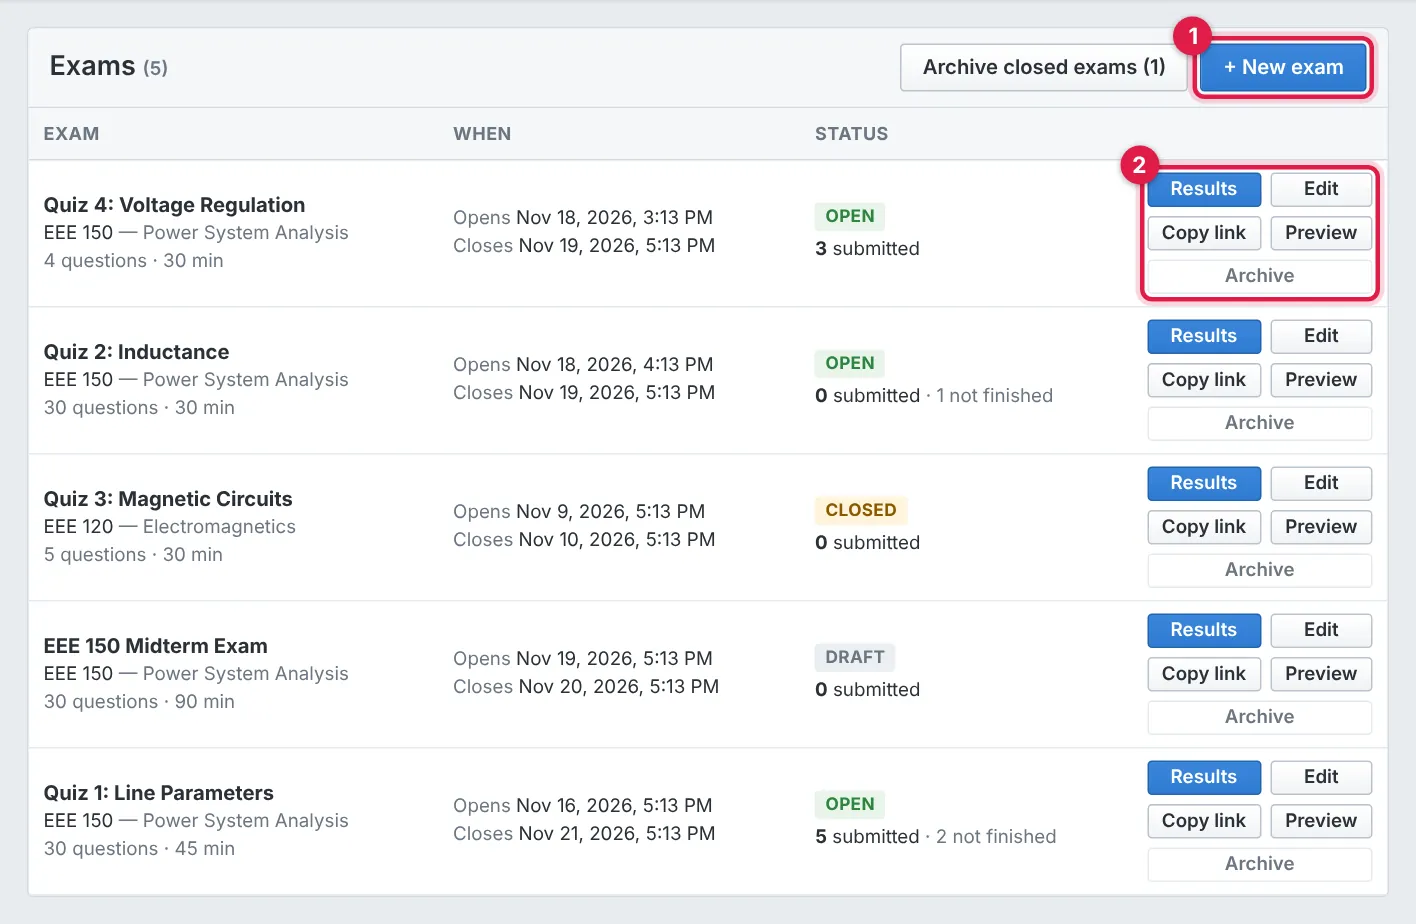 Exams (5)
Archive closed exams (1)
1
+ New exam
EXAM
WHEN
STATUS
2
Quiz 4: Voltage Regulation
EEE 150 — Power System Analysis
4 questions · 30 min
Opens Nov 18, 2026, 3:13 PM
Closes Nov 19, 2026, 5:13 PM
OPEN
3 submitted
Results
Edit
Copy link
Preview
Archive
Quiz 2: Inductance
EEE 150 — Power System Analysis
30 questions · 30 min
Opens Nov 18, 2026, 4:13 PM
Closes Nov 19, 2026, 5:13 PM
OPEN
0 submitted · 1 not finished
Results
Edit
Copy link
Preview
Archive
Quiz 3: Magnetic Circuits
EEE 120 — Electromagnetics
5 questions · 30 min
Opens Nov 9, 2026, 5:13 PM
Closes Nov 10, 2026, 5:13 PM
CLOSED
0 submitted
Results
Edit
Copy link
Preview
Archive
EEE 150 Midterm Exam
EEE 150 — Power System Analysis
30 questions · 90 min
Opens Nov 19, 2026, 5:13 PM
Closes Nov 20, 2026, 5:13 PM
DRAFT
0 submitted
Results
Edit
Copy link
Preview
Archive
Quiz 1: Line Parameters
EEE 150 — Power System Analysis
30 questions · 45 min
Opens Nov 16, 2026, 5:13 PM
Closes Nov 21, 2026, 5:13 PM
OPEN
5 submitted · 2 not finished
Results
Edit
Copy link
Preview
Archive